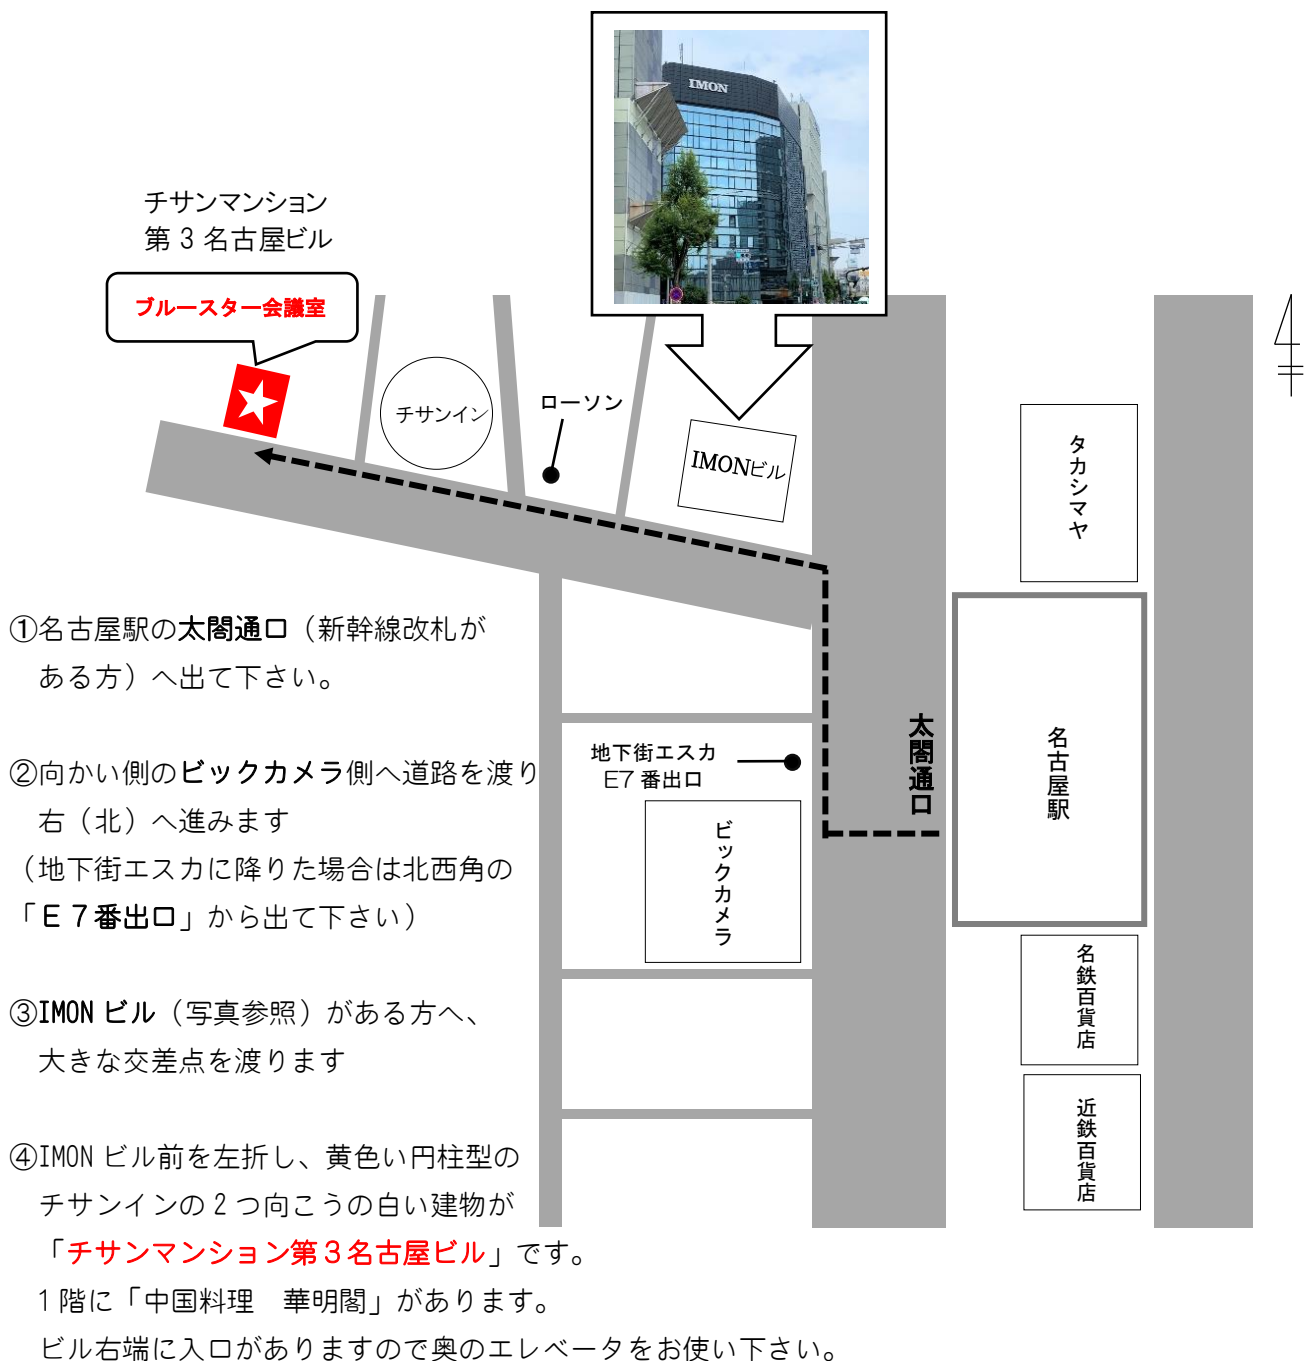 IMON
チサンマンション
第3名古屋ビル
ブルースター会議室
チサンイン
ローソン
IMONビル
タカシマヤ
①名古屋駅の太閤通口（新幹線改札が
ある方）へ出て下さい。
②向かい側のビックカメラ側へ道路を渡り
右（北）へ進みます
（地下街エスカに降りた場合は北西角の
「E7番出口」から出て下さい）
③IMONビル（写真参照）がある方へ、
大きな交差点を渡ります
④IMONビル前を左折し、黄色い円柱型の
チサンインの2つ向こうの白い建物が
「チサンマンション第3名古屋ビル」です。
1階に「中国料理　華明閣」があります。
ビル右端に入口がありますので奥のエレベータをお使い下さい。
地下街エスカ
E7番出口
ビックカメラ
太閤通口
名古屋駅
名鉄百貨店
近鉄百貨店